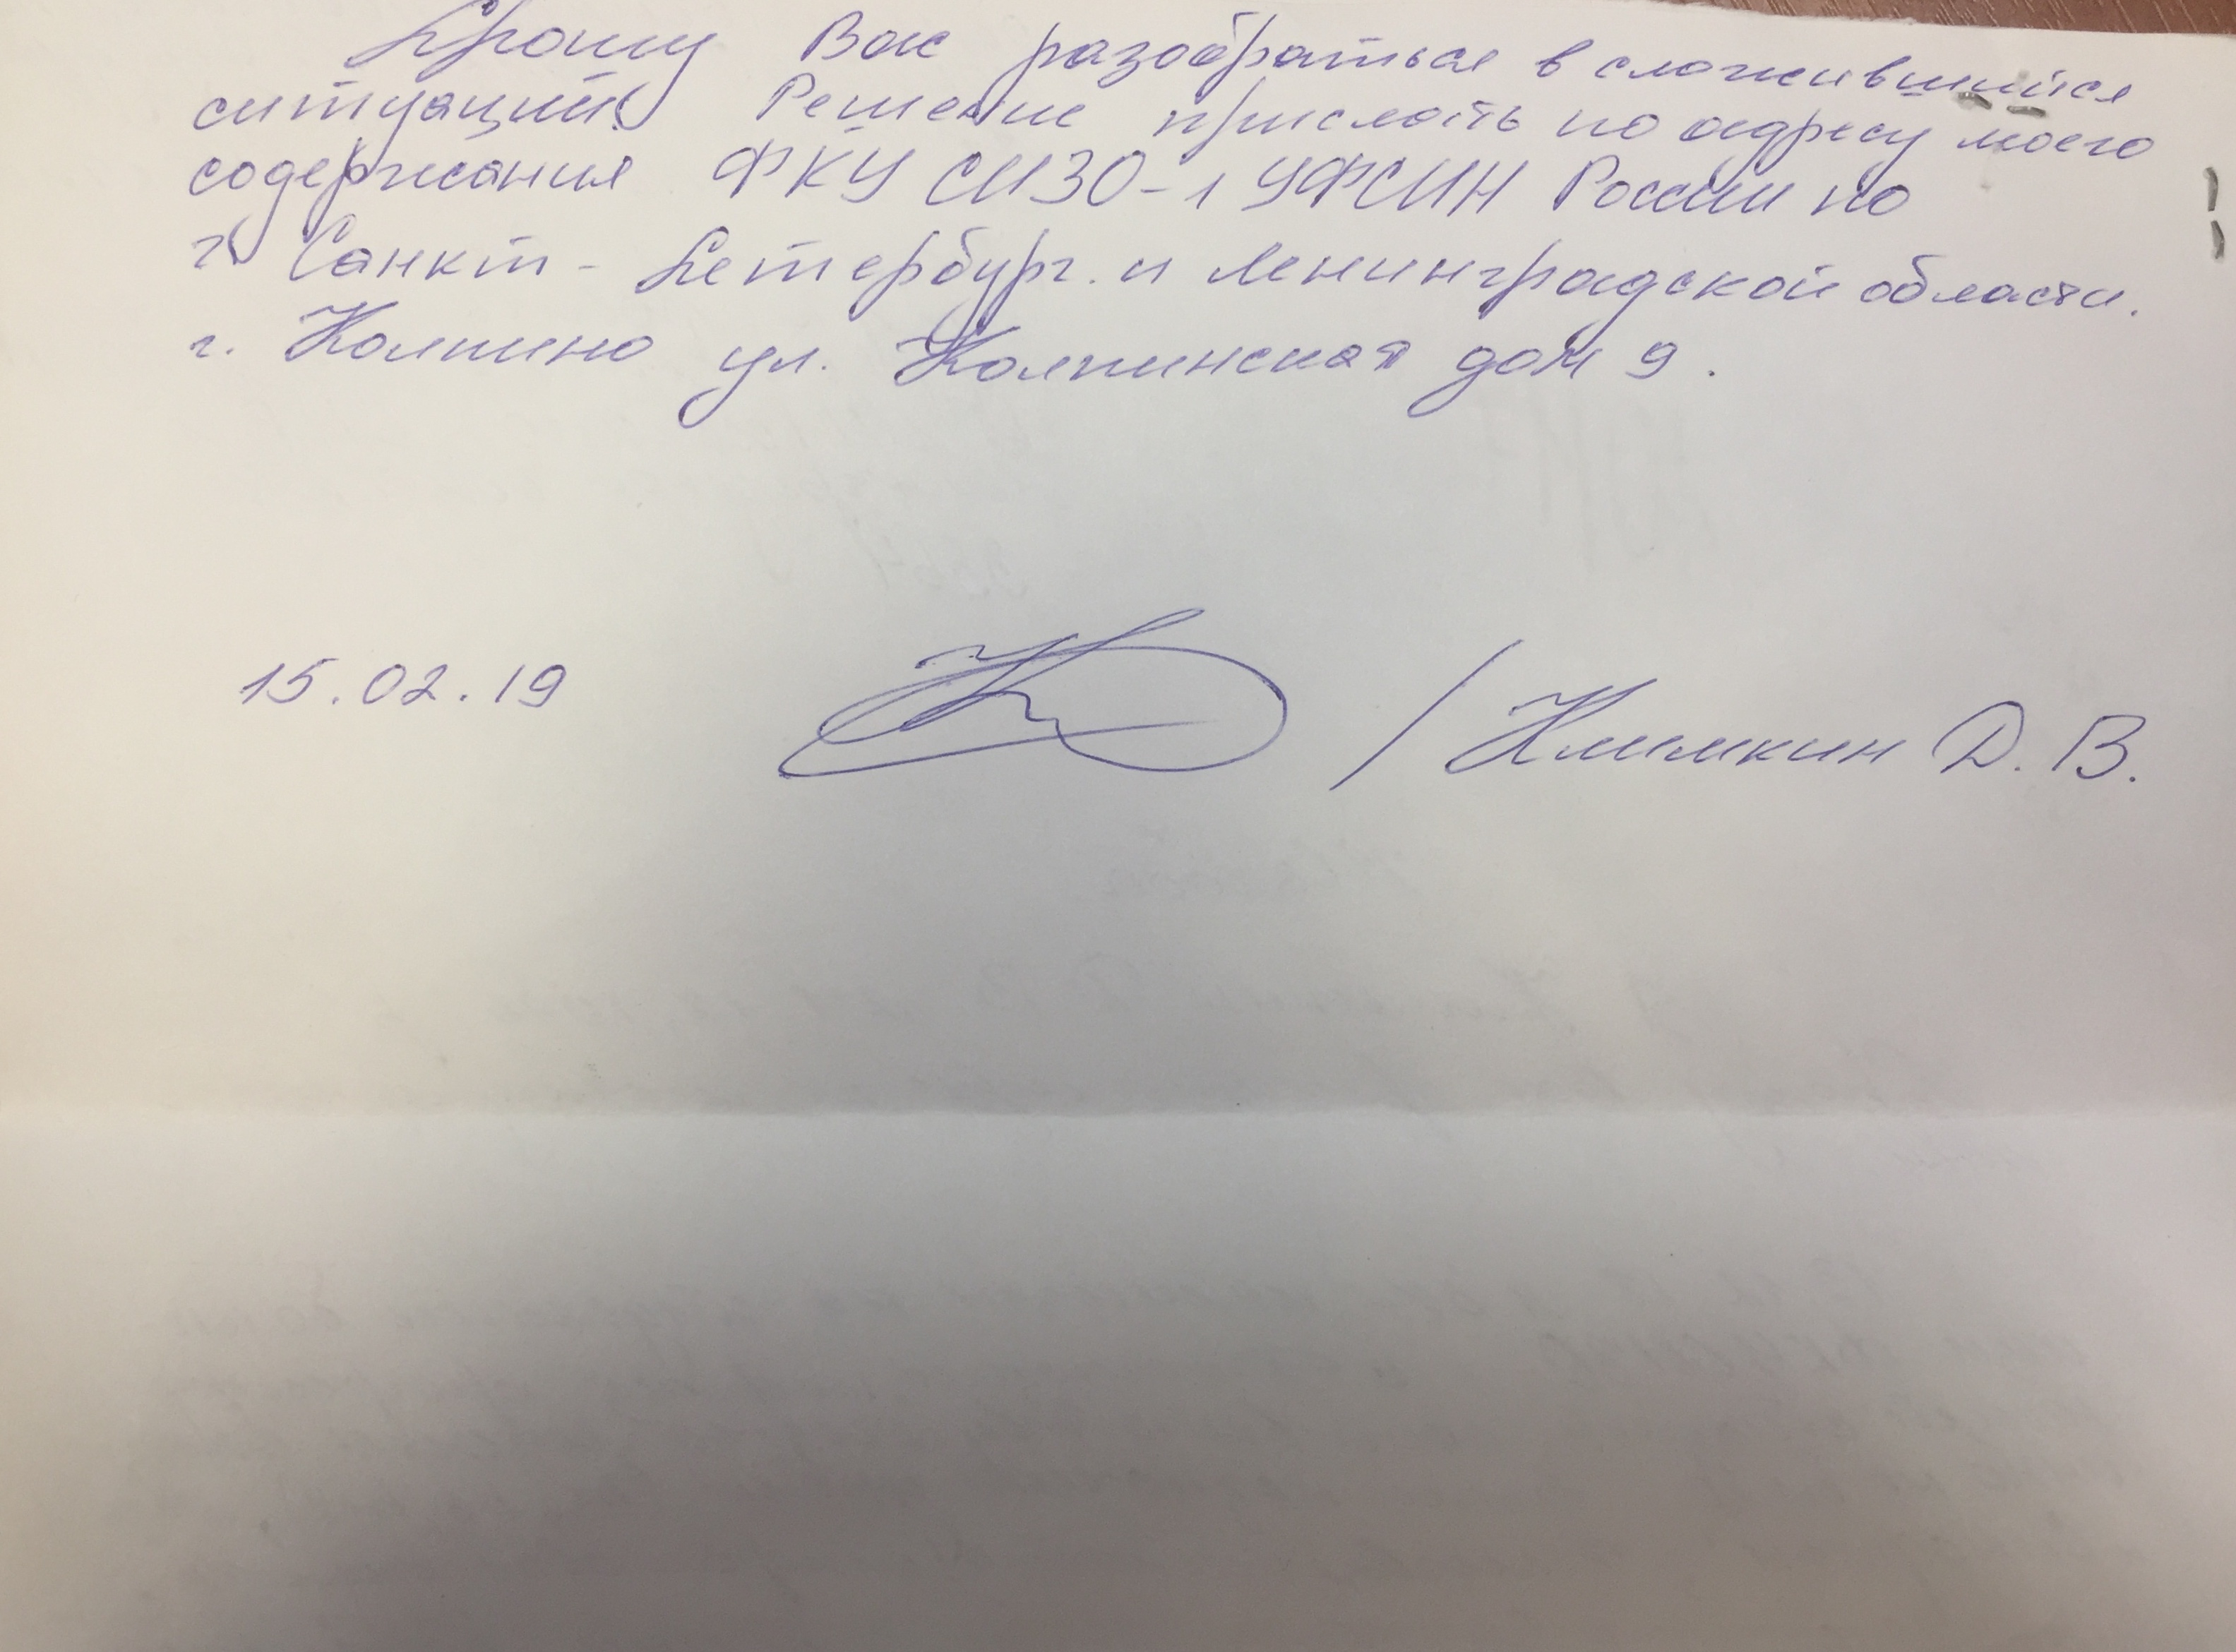 Прошу Вас разобраться в сложившийся
ситуации. Решение прислать по адресу моего
содержания ФКУ СИЗО-1 УФСИН России по
г. Санкт-Петербург. и Ленинградской области.
г. Колпино ул. Колпинская дом 9.
15.02.19 / Климкин Д. В.